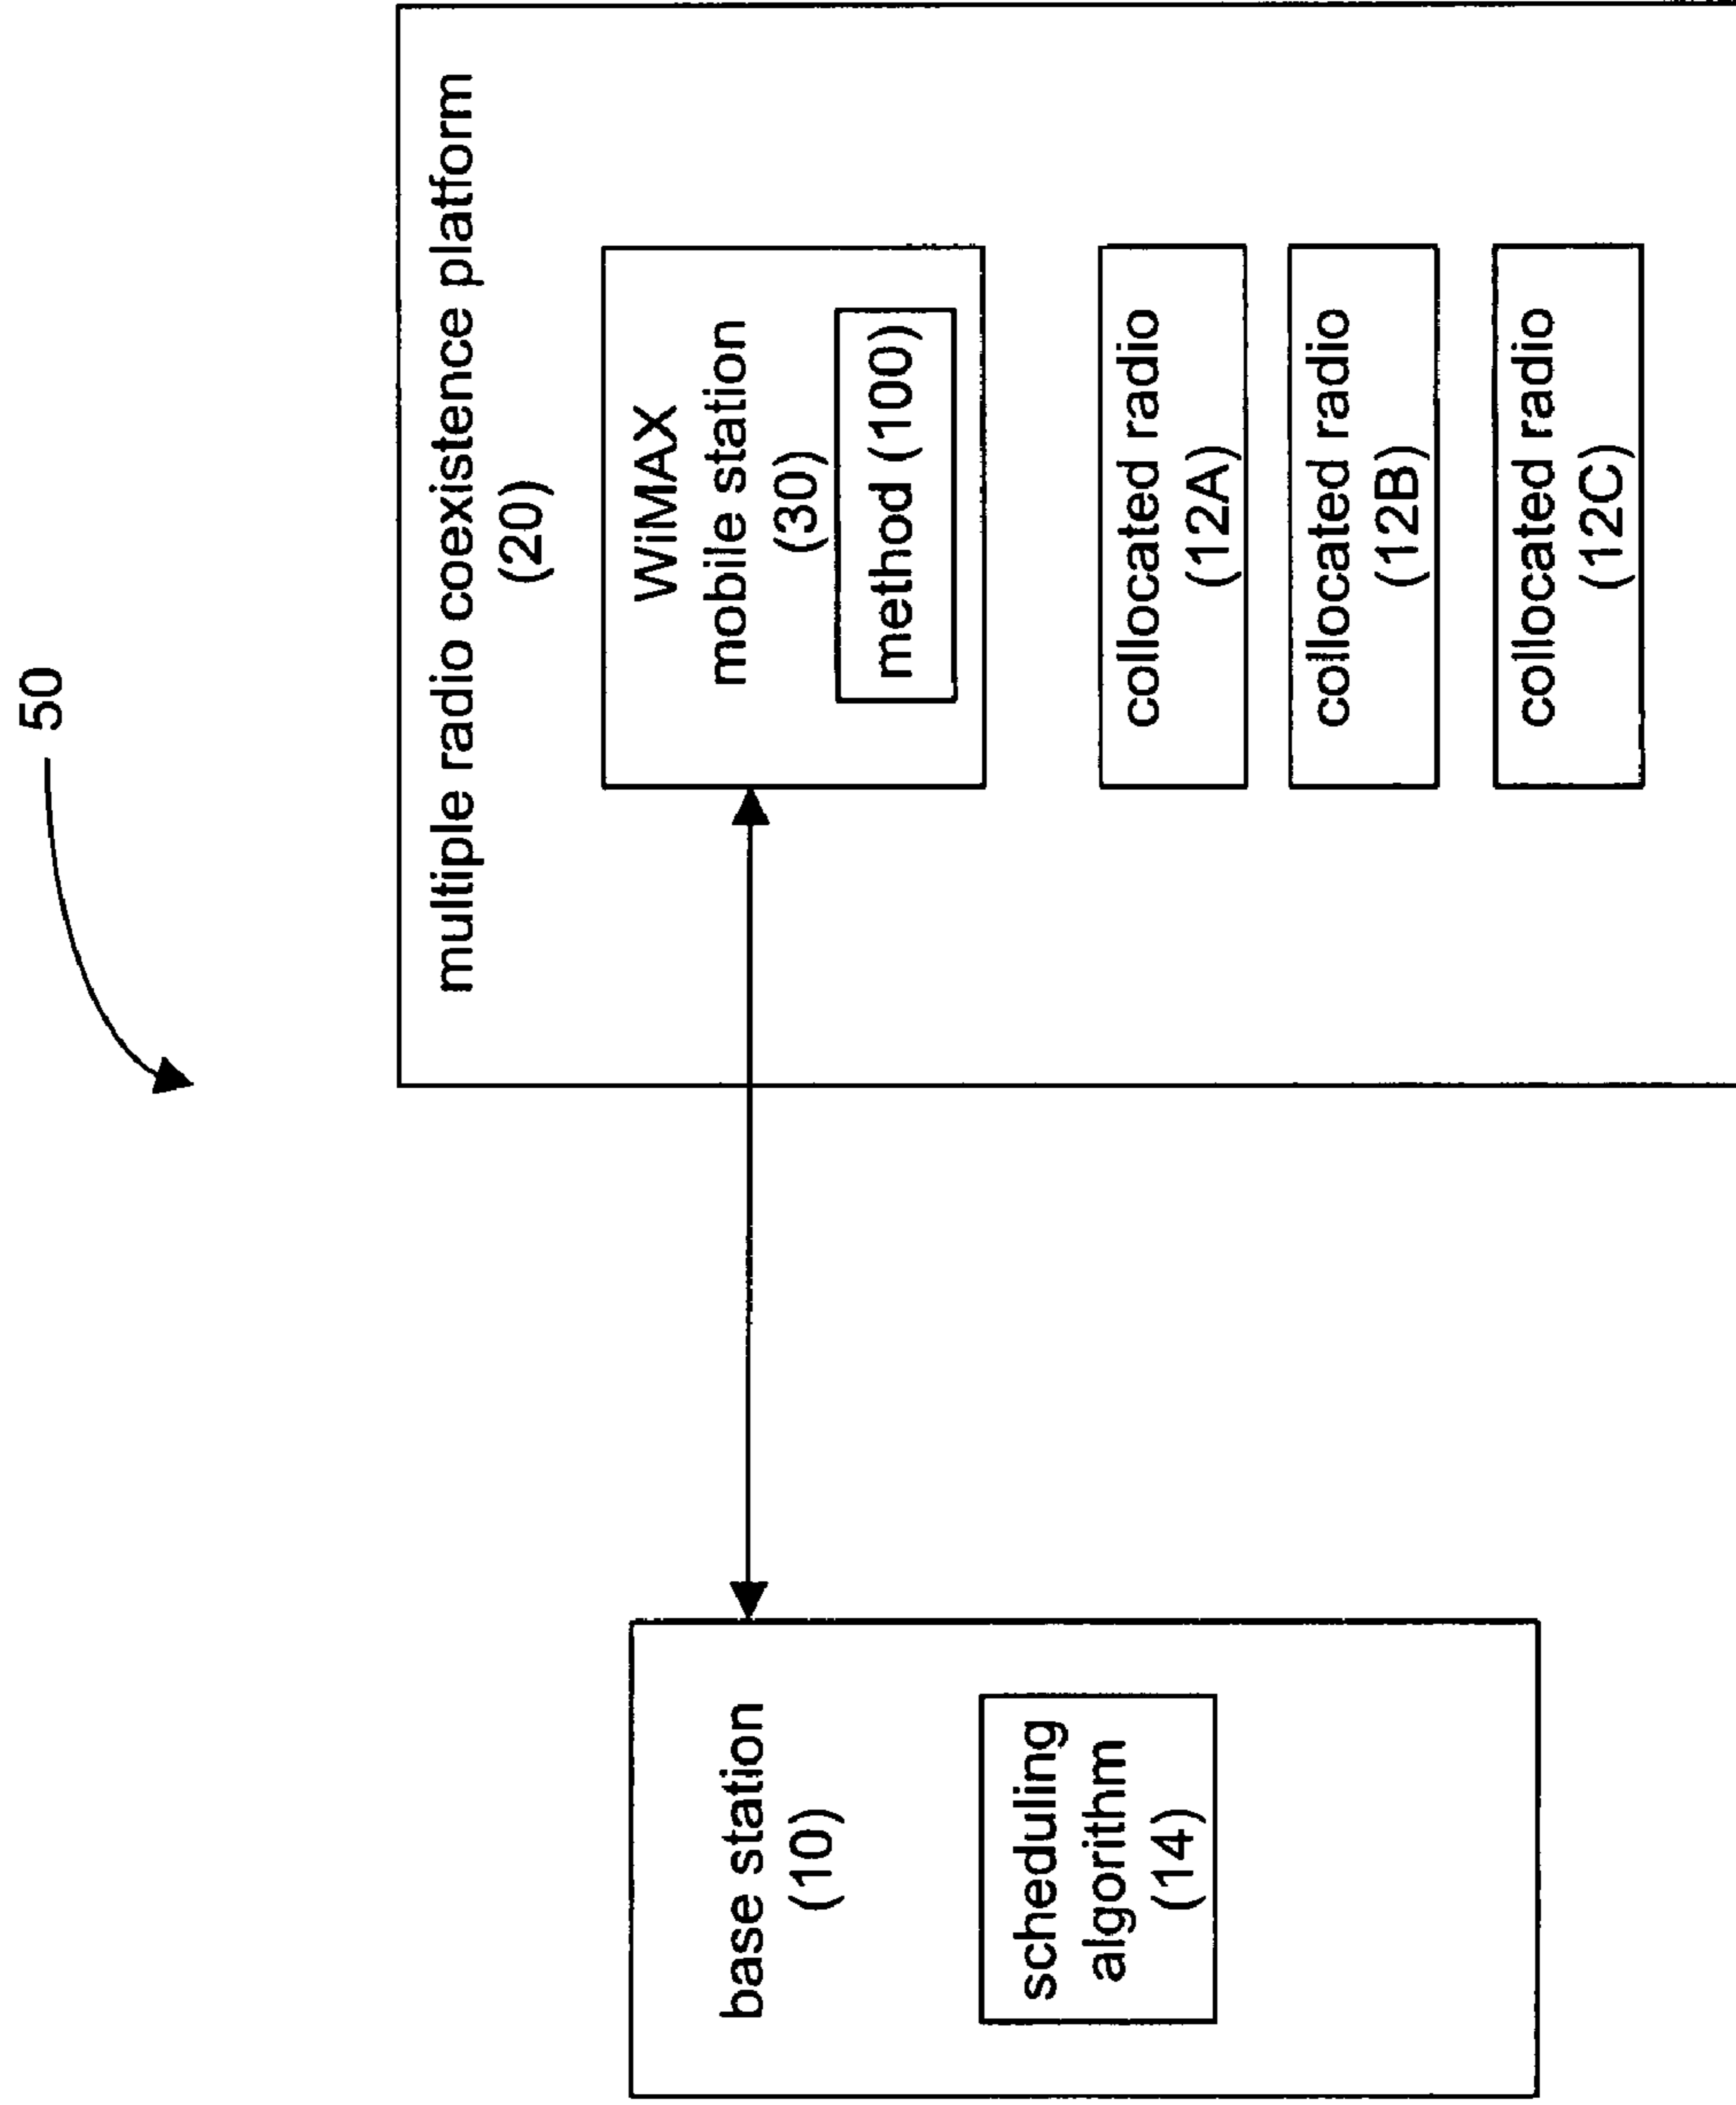 50
multiple radio coexistence platform
(20)
WiMAX
mobile station
(30)
method (100)
collocated radio
(12A)
collocated radio
(12B)
collocated radio
(12C)
base station
(10)
scheduling
algorithm
(14)